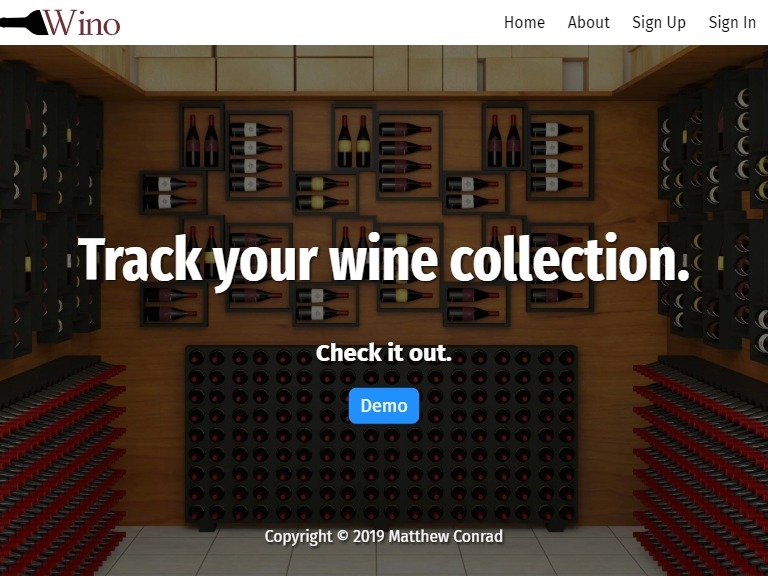 Wino
Home About Sign Up Sign In
Track your wine collection.
Check it out.
Demo
Copyright © 2019 Matthew Conrad